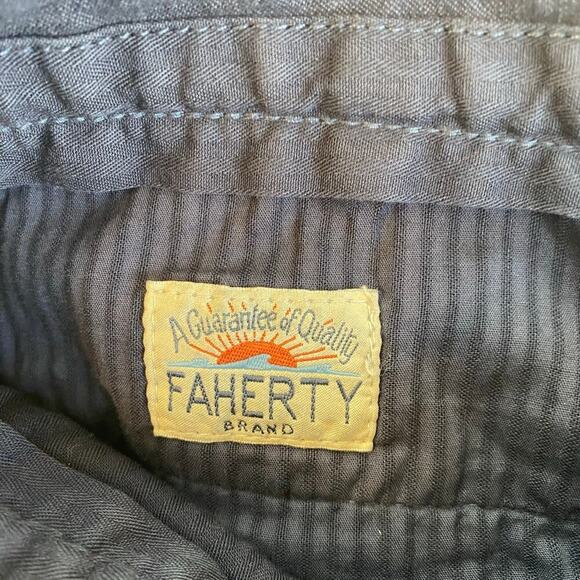 A Guarantee of Quality
FAHERTY
BRAND